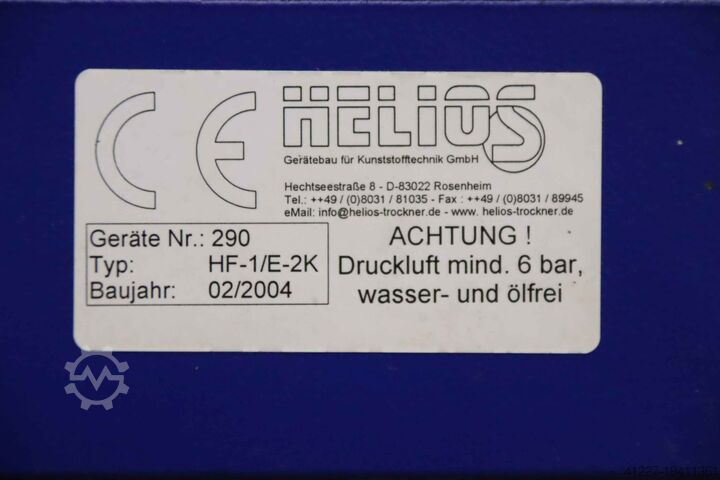 CE
HELIOS
Gerätebau für Kunststofftechnik GmbH
Hechtseestraße 8 - D-83022 Rosenheim
Tel.: ++49 / (0)8031 / 81035 - Fax : ++49 / (0)8031 / 89945
eMail: info@helios-trockner.de - www. helios-trockner.de
Geräte Nr.: 290
Typ: HF-1/E-2K
Baujahr: 02/2004
ACHTUNG !
Druckluft mind. 6 bar,
wasser- und ölfrei